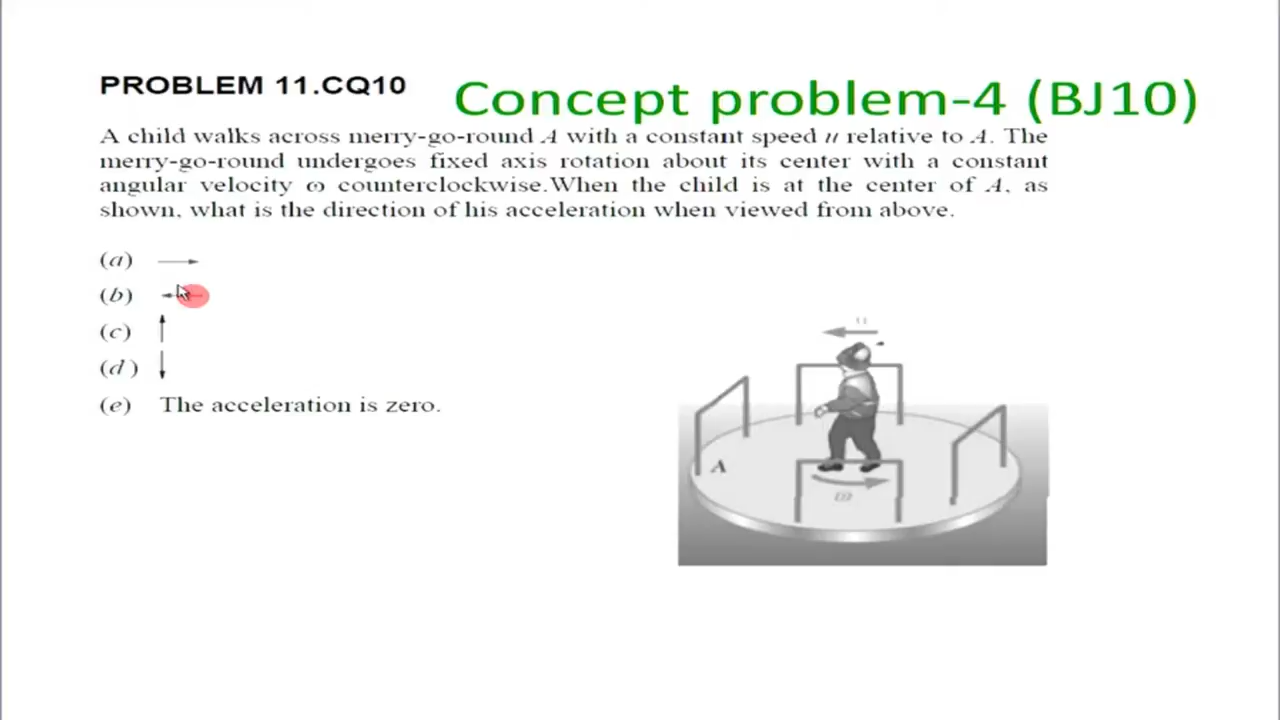 PROBLEM 11.CQ10
Concept problem-4 (BJ10)
A child walks across merry-go-round A with a constant speed u relative to A. The
merry-go-round undergoes fixed axis rotation about its center with a constant
angular velocity ω counterclockwise.When the child is at the center of A, as
shown, what is the direction of his acceleration when viewed from above.
(a)
(b)
(c)
(d)
(e) The acceleration is zero.
u
A
ω